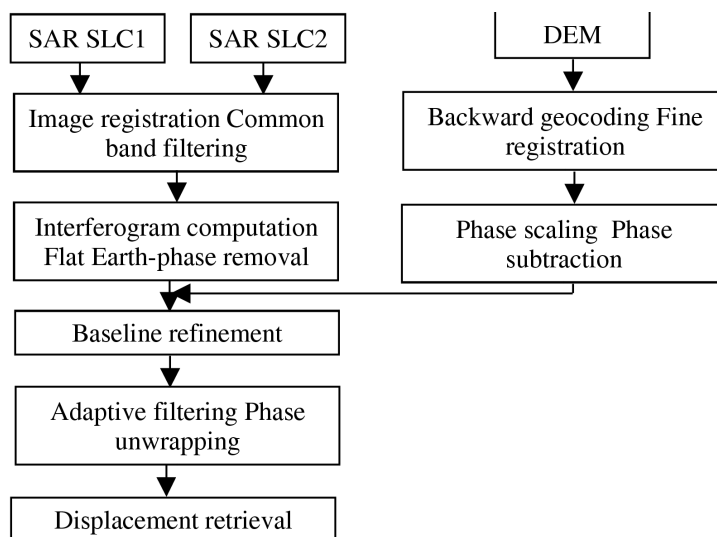 SAR SLC1
SAR SLC2
DEM
Image registration Common
band filtering
Backward geocoding Fine
registration
Interferogram computation
Flat Earth-phase removal
Phase scaling Phase
subtraction
Baseline refinement
Adaptive filtering Phase
unwrapping
Displacement retrieval